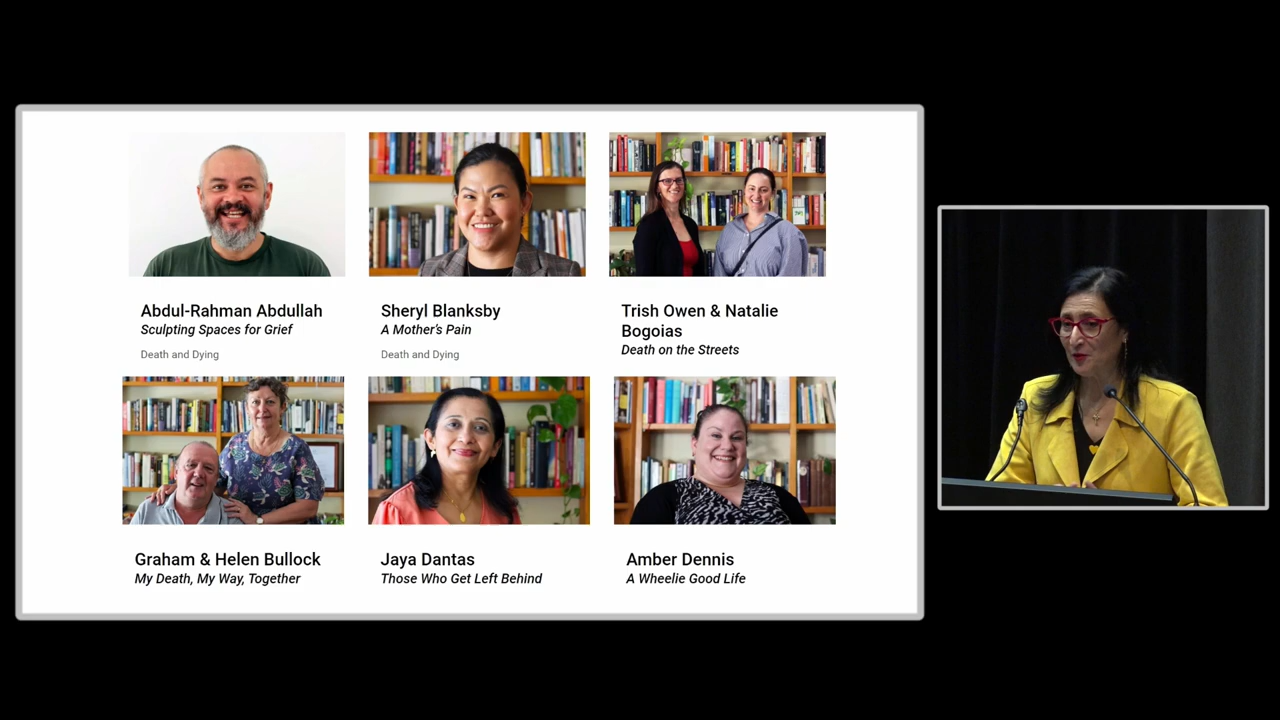 Abdul-Rahman Abdullah
Sculpting Spaces for Grief
Death and Dying
Sheryl Blanksby
A Mother's Pain
Death and Dying
Trish Owen & Natalie
Bogoias
Death on the Streets
Graham & Helen Bullock
My Death, My Way, Together
Jaya Dantas
Those Who Get Left Behind
Amber Dennis
A Wheelie Good Life